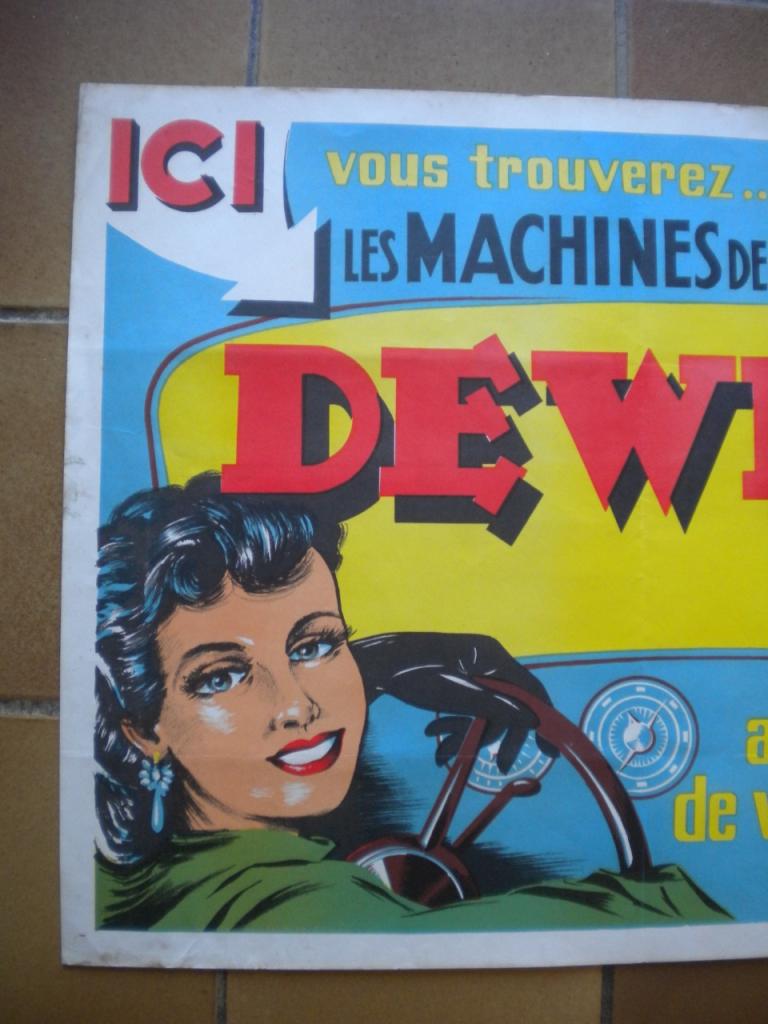 ICI
vous trouverez..
LES MACHINES DE
DEW
a
de v